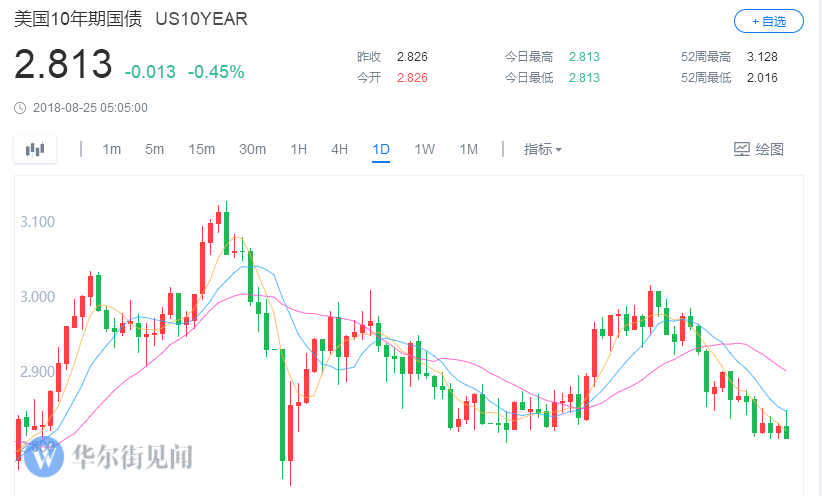 美国10年期国债 US10YEAR
+ 自选
2.813 -0.013 -0.45%
昨收 2.826 今日最高 2.813 52周最高 3.128
今开 2.826 今日最低 2.813 52周最低 2.016
2018-08-25 05:05:00
1m 5m 15m 30m 1H 4H 1D 1W 1M 指标 绘图
3.100
3.000
2.900
2.800
W 华尔街见闻